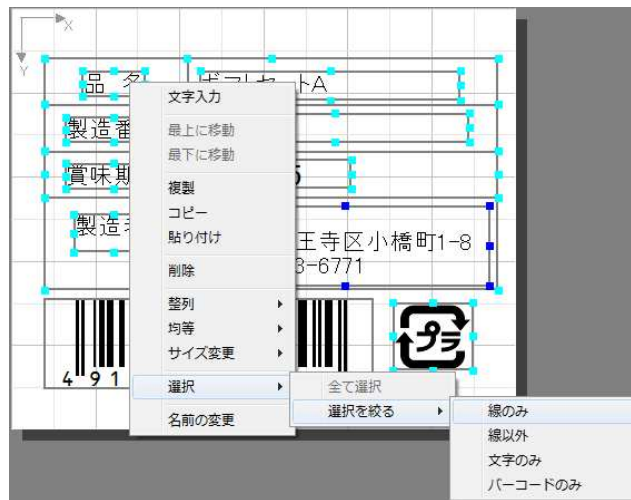 X
Y
品 名
ギフトセットA
製造番
賞味期
5
製造者
王寺区小橋町1-8
3-6771
4 91
プラ
文字入力
最上に移動
最下に移動
複製
コピー
貼り付け
削除
整列
均等
サイズ変更
選択
名前の変更
全て選択
選択を絞る
線のみ
線以外
文字のみ
バーコードのみ